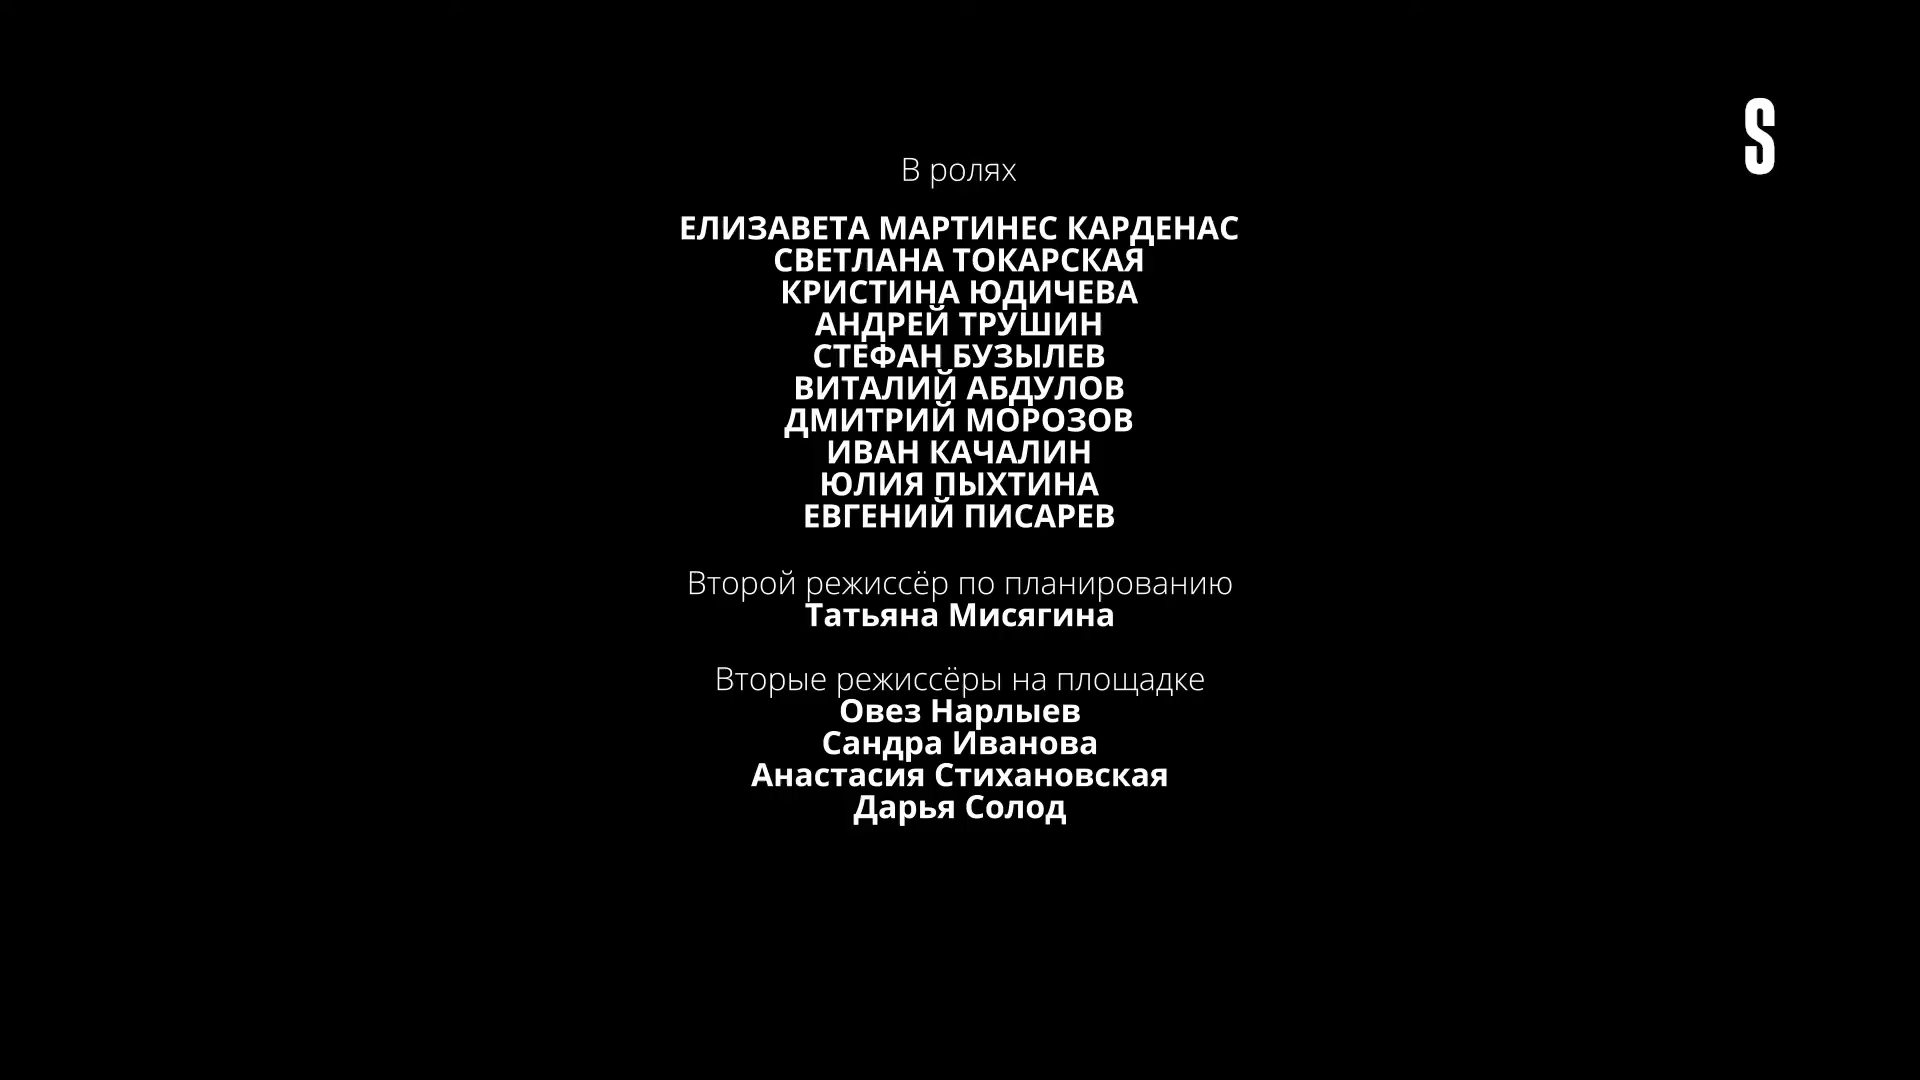 S
В ролях
ЕЛИЗАВЕТА МАРТИНЕС КАРДЕНАС
СВЕТЛАНА ТОКАРСКАЯ
КРИСТИНА ЮДИЧЕВА
АНДРЕЙ ТРУШИН
СТЕФАН БУЗЫЛЕВ
ВИТАЛИЙ АБДУЛОВ
ДМИТРИЙ МОРОЗОВ
ИВАН КАЧАЛИН
ЮЛИЯ ПЫХТИНА
ЕВГЕНИЙ ПИСАРЕВ
Второй режиссёр по планированию
Татьяна Мисягина
Вторые режиссёры на площадке
Овез Нарлыев
Сандра Иванова
Анастасия Стихановская
Дарья Солод